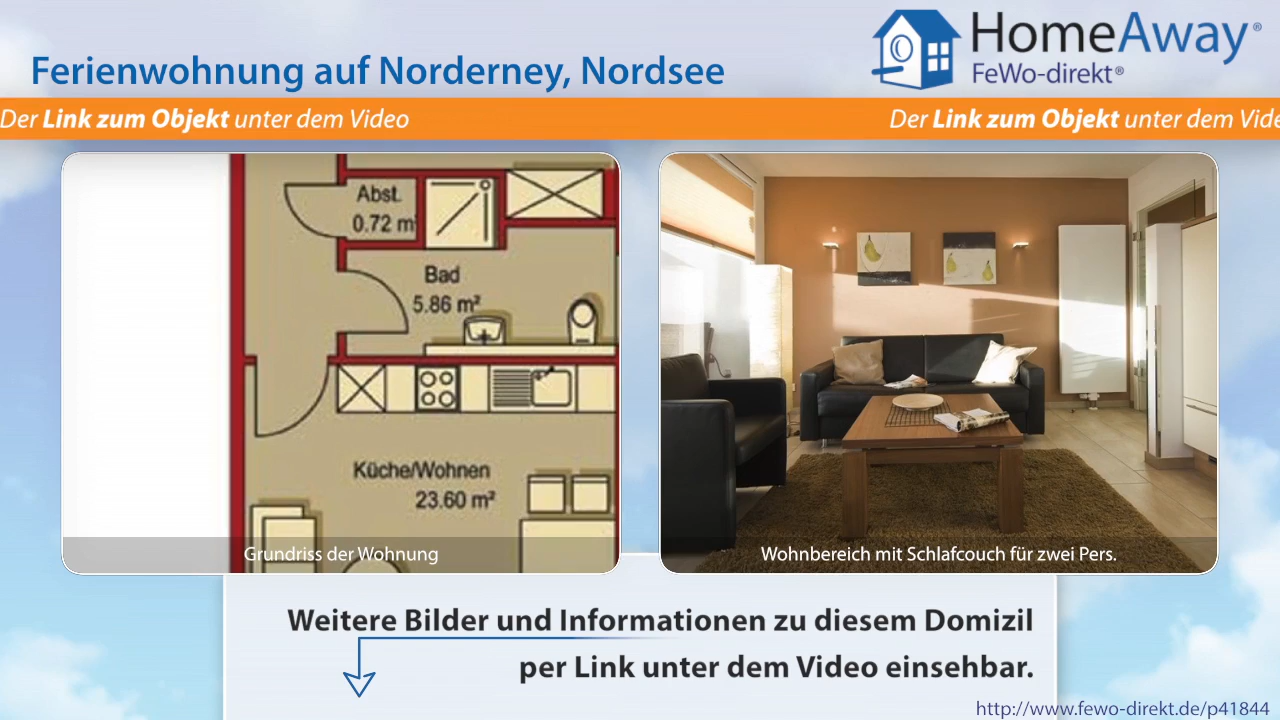 HomeAway®
FeWo-direkt®
Ferienwohnung auf Norderney, Nordsee
Der Link zum Objekt unter dem Video
Der Link zum Objekt unter dem Vide
Abst.
0.72 m
Bad
5.86 m²
Küche/Wohnen
23.60 m²
Grundriss der Wohnung
Wohnbereich mit Schlafcouch für zwei Pers.
Weitere Bilder und Informationen zu diesem Domizil
per Link unter dem Video einsehbar.
http://www.fewo-direkt.de/p41844